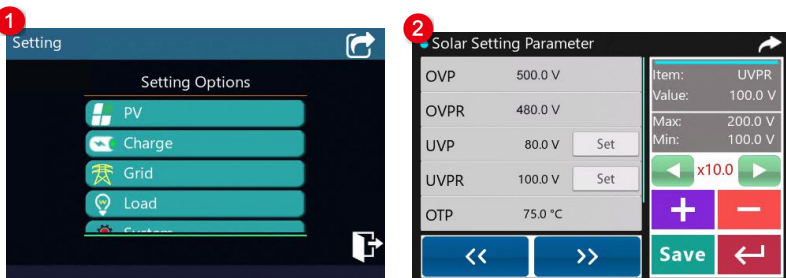 1
Setting
Setting Options
PV
Charge
Grid
Load
2
Solar Setting Parameter
OVP 500.0 V
OVPR 480.0 V
UVP 80.0 V Set
UVPR 100.0 V Set
OTP 75.0 °C
<< >>
Item: UVPR
Value: 100.0 V
Max: 200.0 V
Min: 100.0 V
x10.0
+ −
Save